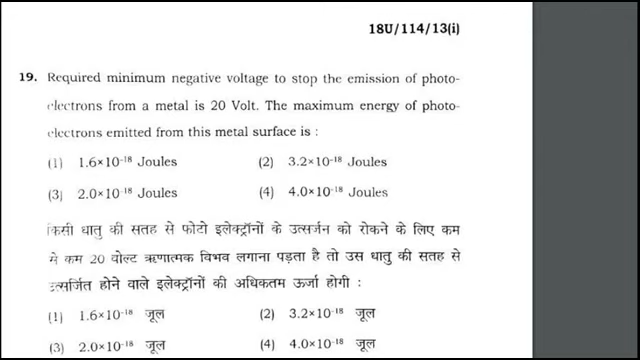 18U/114/13(i)
19. Required minimum negative voltage to stop the emission of photo-
electrons from a metal is 20 Volt. The maximum energy of photo-
electrons emitted from this metal surface is :
(1) 1.6×10⁻¹⁸ Joules (2) 3.2×10⁻¹⁸ Joules
(3) 2.0×10⁻¹⁸ Joules (4) 4.0×10⁻¹⁸ Joules
किसी धातु की सतह से फोटो इलेक्ट्रॉनों के उत्सर्जन को रोकने के लिए कम
से कम 20 वोल्ट ऋणात्मक विभव लगाना पड़ता है तो उस धातु की सतह से
उत्सर्जित होने वाले इलेक्ट्रॉनों की अधिकतम ऊर्जा होगी :
(1) 1.6×10⁻¹⁸ जूल (2) 3.2×10⁻¹⁸ जूल
(3) 2.0×10⁻¹⁸ जूल (4) 4.0×10⁻¹⁸ जूल